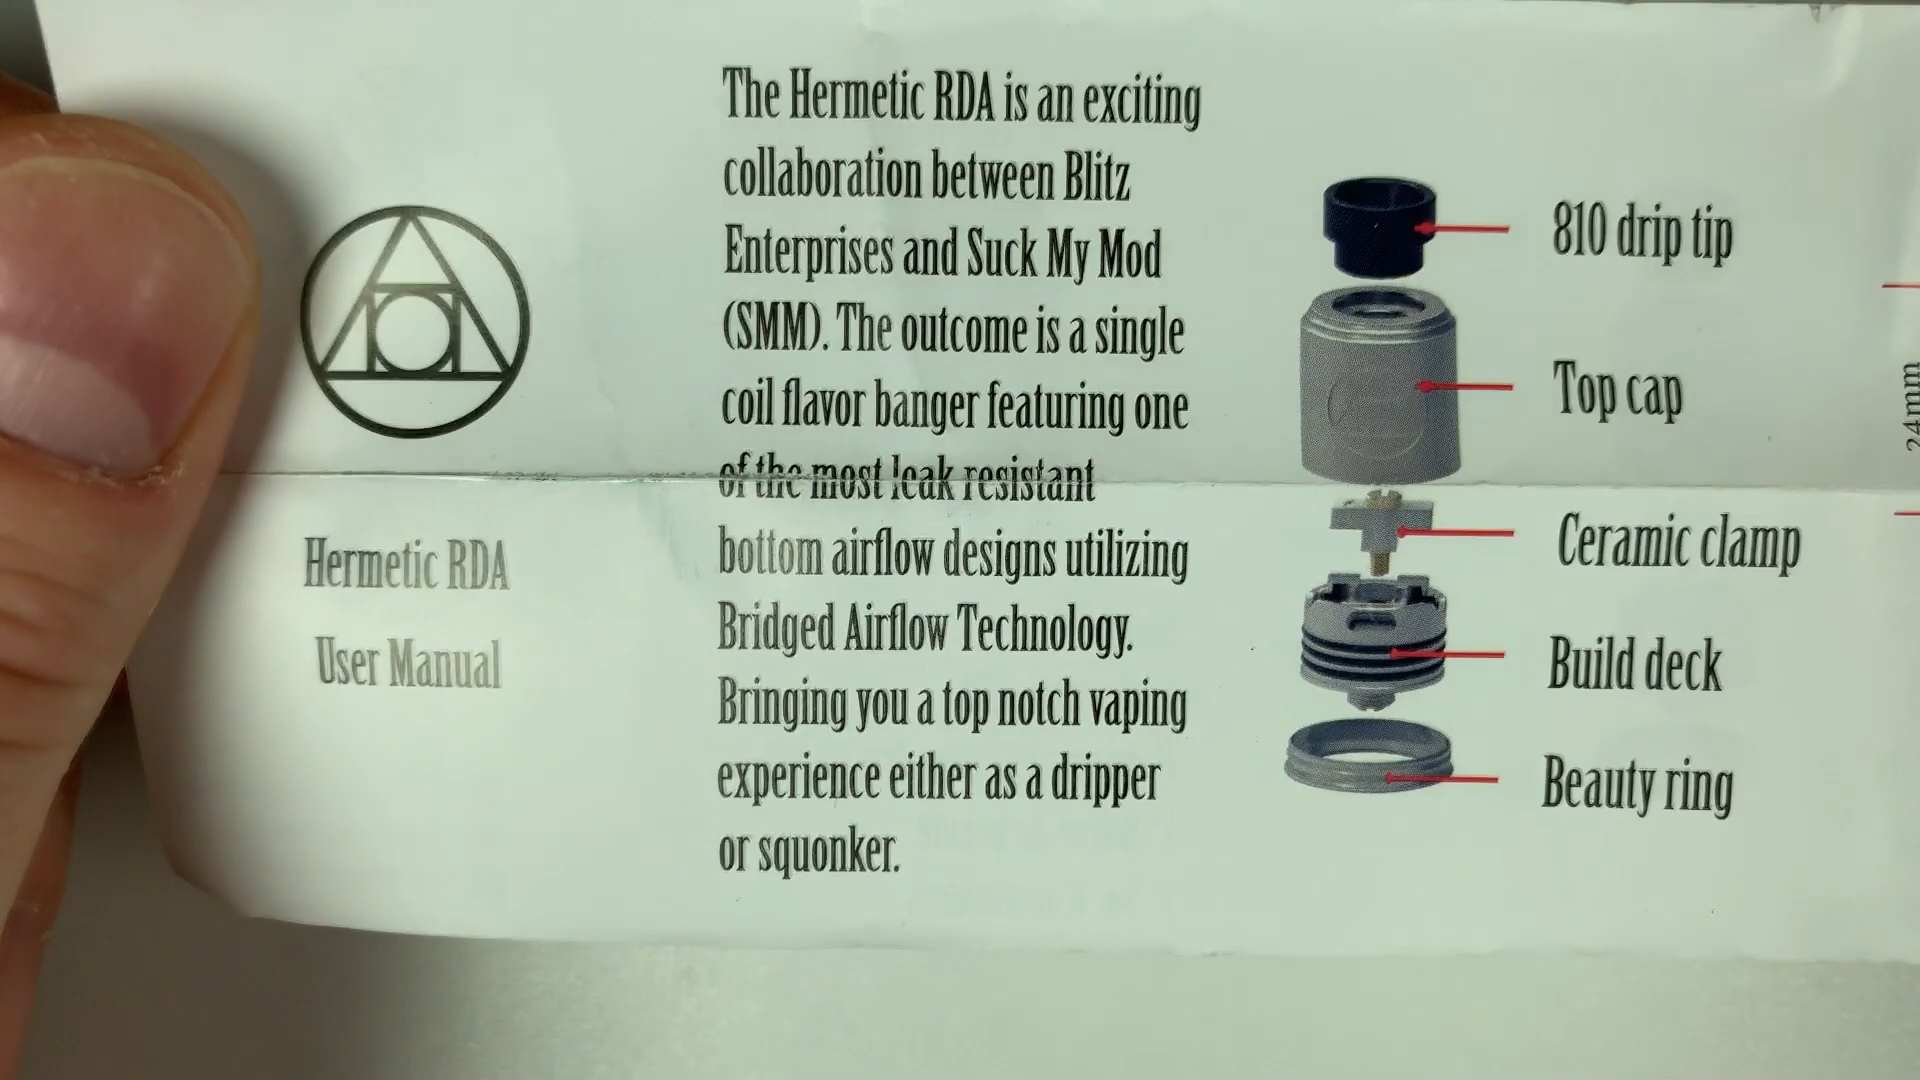 The Hermetic RDA is an exciting
collaboration between Blitz
Enterprises and Suck My Mod
(SMM). The outcome is a single
coil flavor banger featuring one
of the most leak resistant
bottom airflow designs utilizing
Bridged Airflow Technology.
Bringing you a top notch vaping
experience either as a dripper
or squonker.
Hermetic RDA
User Manual
810 drip tip
Top cap
Ceramic clamp
Build deck
Beauty ring
24mm